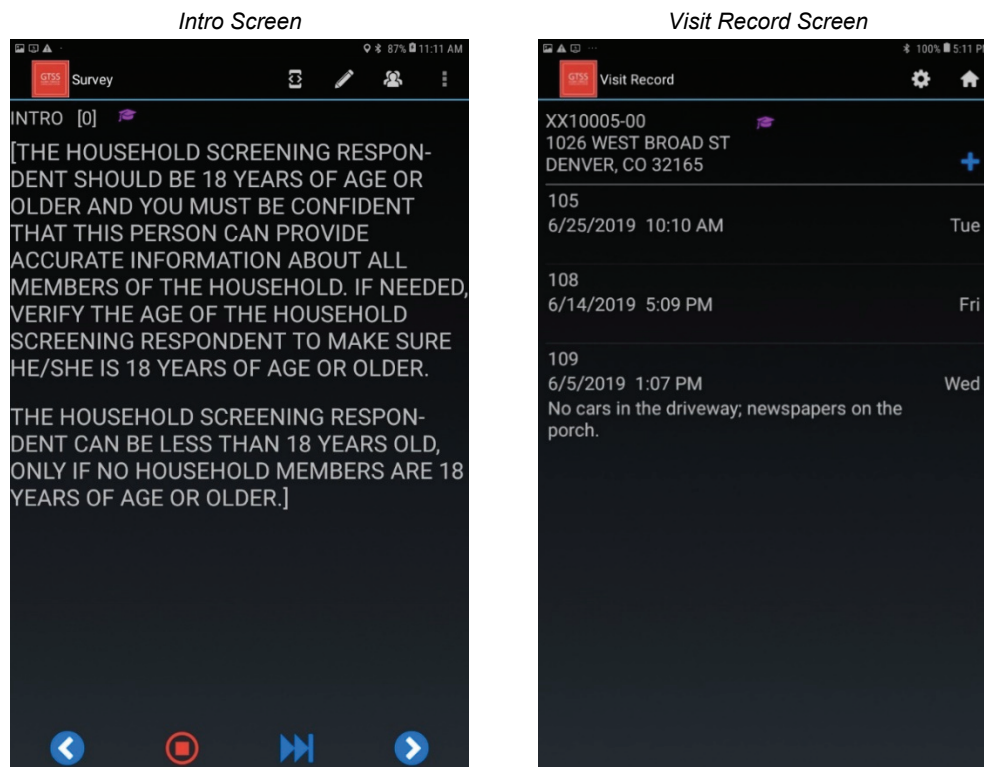 Intro Screen
87% 11:11 AM
GTSS Survey
INTRO [0]
[THE HOUSEHOLD SCREENING RESPON-
DENT SHOULD BE 18 YEARS OF AGE OR
OLDER AND YOU MUST BE CONFIDENT
THAT THIS PERSON CAN PROVIDE
ACCURATE INFORMATION ABOUT ALL
MEMBERS OF THE HOUSEHOLD. IF NEEDED,
VERIFY THE AGE OF THE HOUSEHOLD
SCREENING RESPONDENT TO MAKE SURE
HE/SHE IS 18 YEARS OF AGE OR OLDER.
THE HOUSEHOLD SCREENING RESPON-
DENT CAN BE LESS THAN 18 YEARS OLD,
ONLY IF NO HOUSEHOLD MEMBERS ARE 18
YEARS OF AGE OR OLDER.]
Visit Record Screen
100% 5:11 PM
GTSS Visit Record
XX10005-00
1026 WEST BROAD ST
DENVER, CO 32165
105
6/25/2019 10:10 AM Tue
108
6/14/2019 5:09 PM Fri
109
6/5/2019 1:07 PM Wed
No cars in the driveway; newspapers on the
porch.